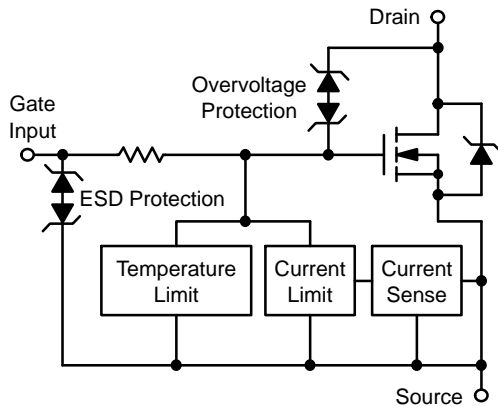 Drain
Overvoltage
Protection
Gate
Input
ESD Protection
Temperature
Limit
Current
Limit
Current
Sense
Source